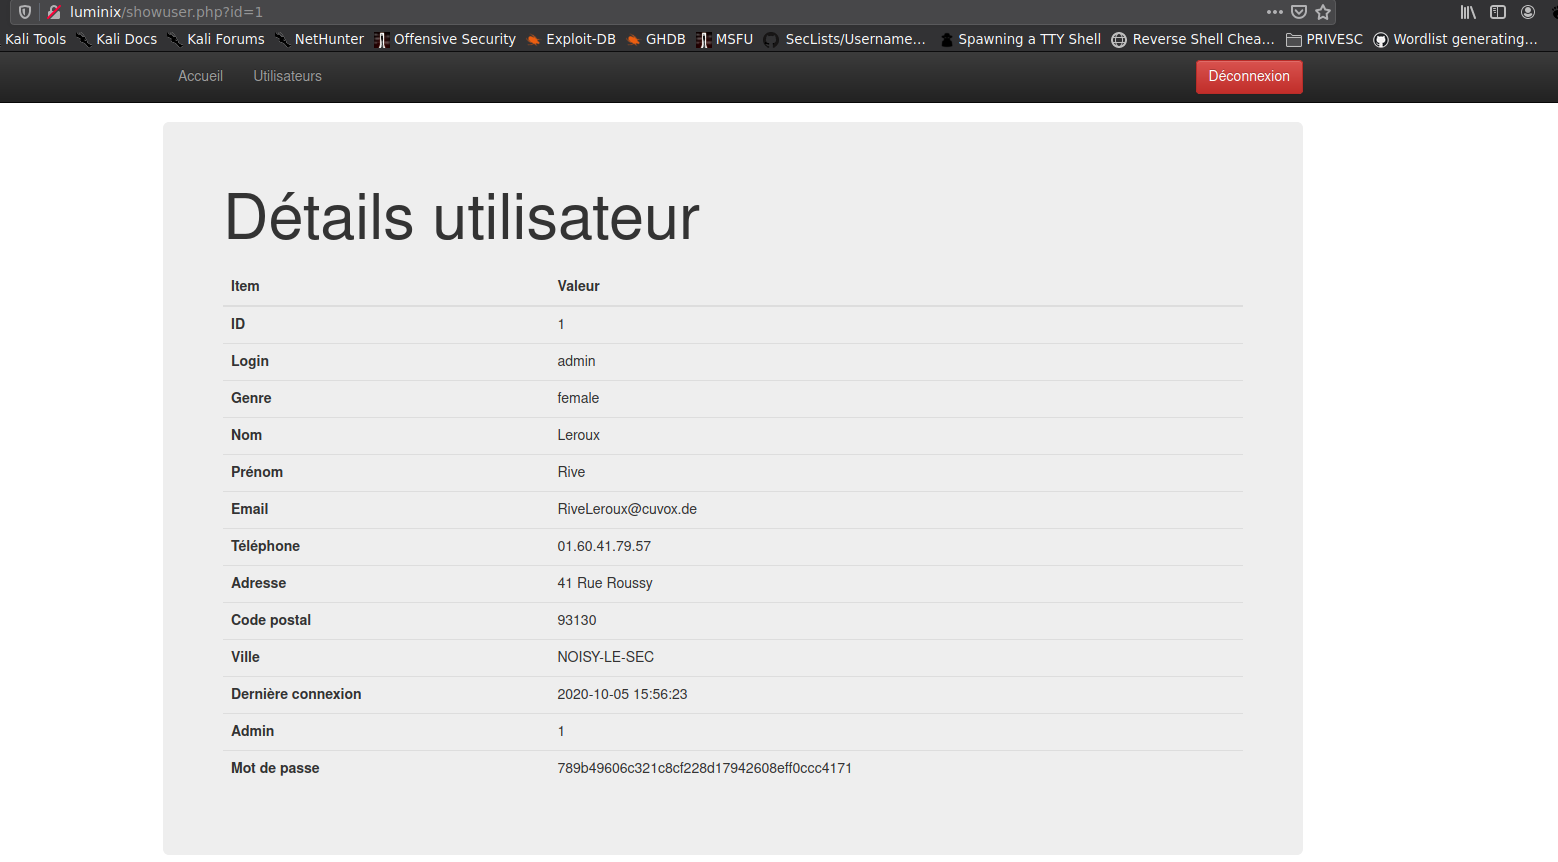 luminix/showuser.php?id=1
Kali Tools Kali Docs Kali Forums NetHunter Offensive Security Exploit-DB GHDB MSFU SecLists/Username… Spawning a TTY Shell Reverse Shell Chea… PRIVESC Wordlist generating…
Accueil Utilisateurs Déconnexion
Détails utilisateur
Item Valeur
ID 1
Login admin
Genre female
Nom Leroux
Prénom Rive
Email RiveLeroux@cuvox.de
Téléphone 01.60.41.79.57
Adresse 41 Rue Roussy
Code postal 93130
Ville NOISY-LE-SEC
Dernière connexion 2020-10-05 15:56:23
Admin 1
Mot de passe 789b49606c321c8cf228d17942608eff0ccc4171